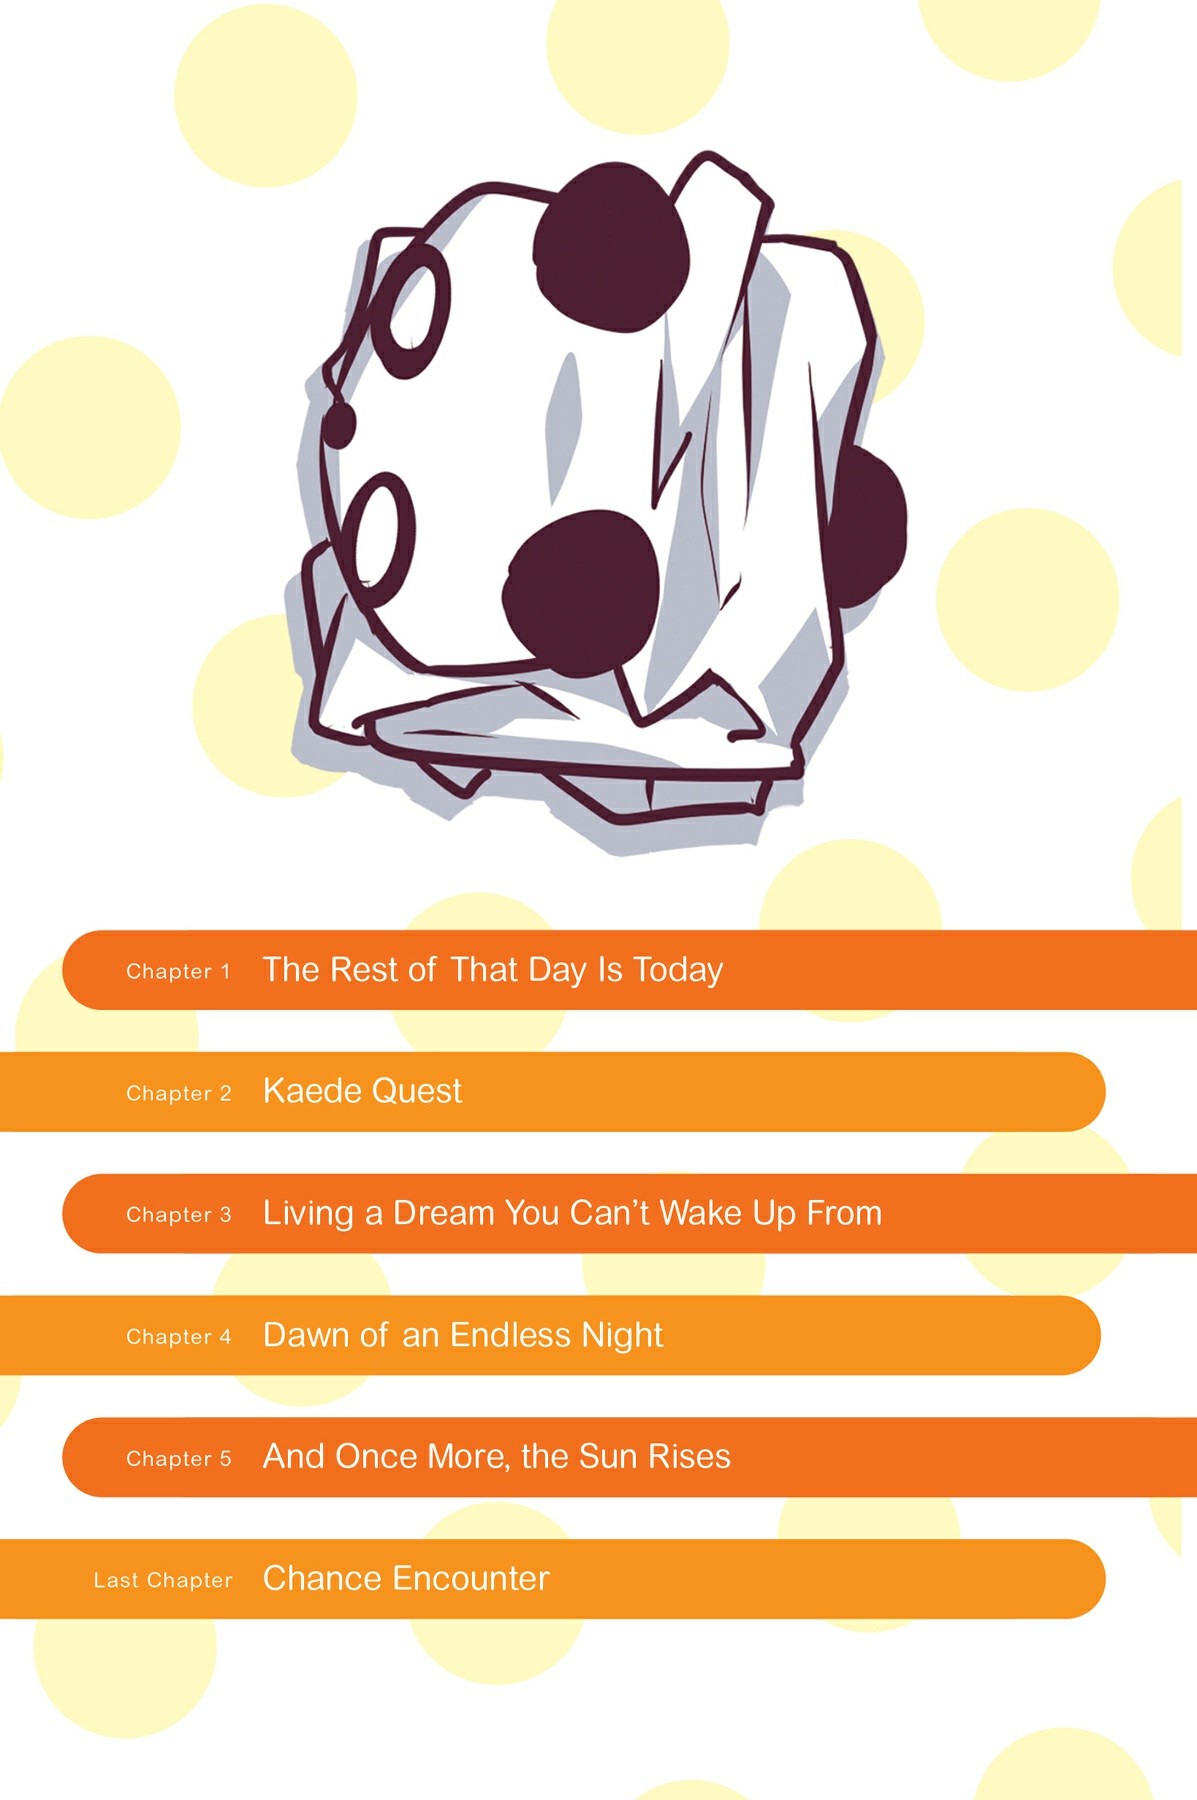 Chapter 1 The Rest of That Day Is Today
Chapter 2 Kaede Quest
Chapter 3 Living a Dream You Can’t Wake Up From
Chapter 4 Dawn of an Endless Night
Chapter 5 And Once More, the Sun Rises
Last Chapter Chance Encounter